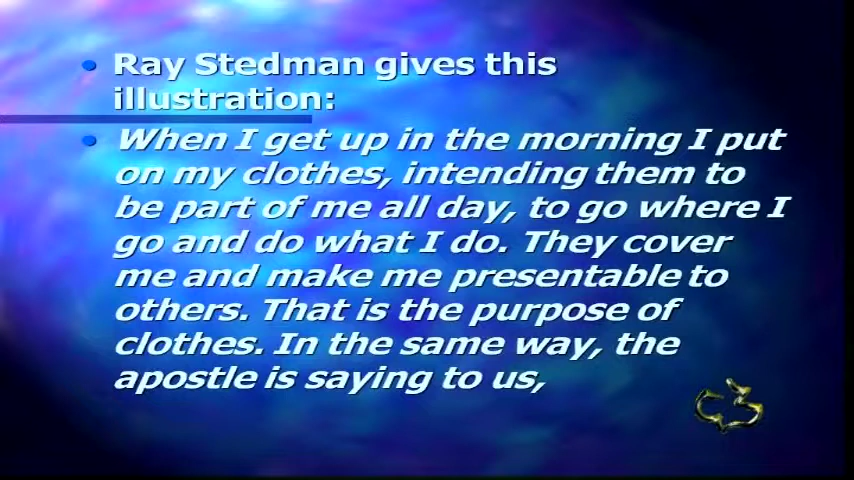 • Ray Stedman gives this
illustration:
• When I get up in the morning I put
on my clothes, intending them to
be part of me all day, to go where I
go and do what I do. They cover
me and make me presentable to
others. That is the purpose of
clothes. In the same way, the
apostle is saying to us,
C3